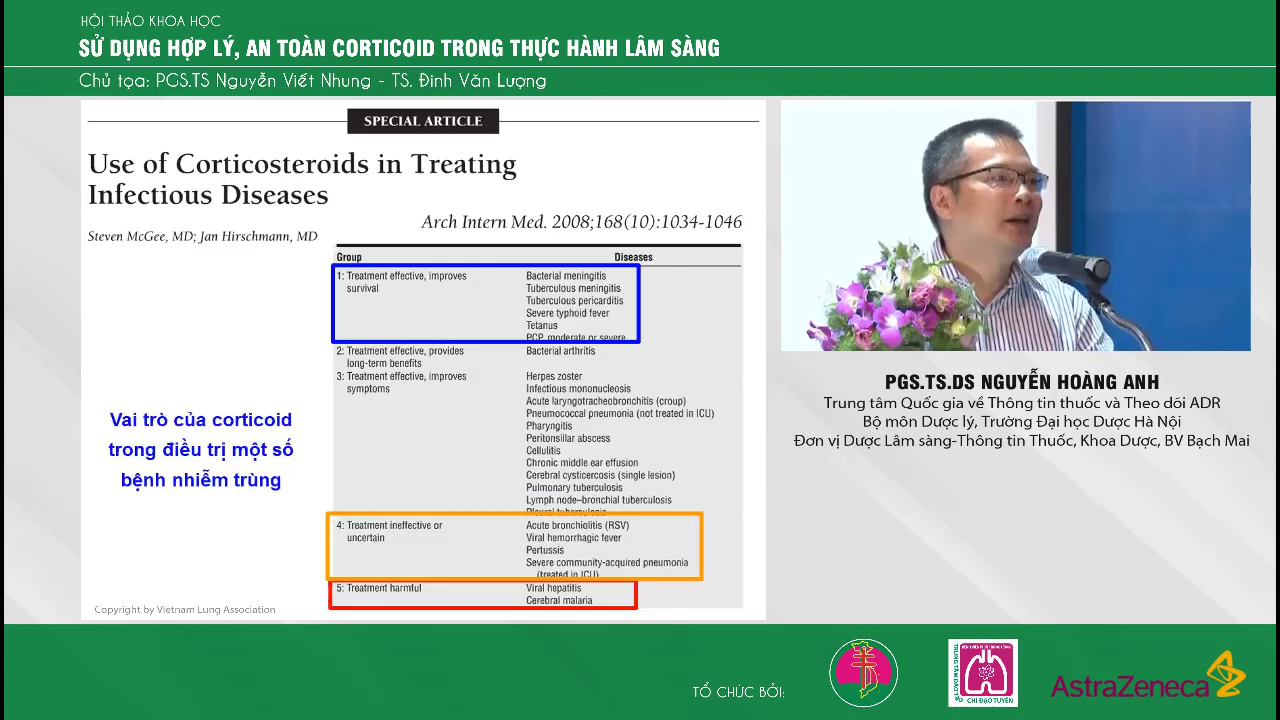 HỘI THẢO KHOA HỌC
SỬ DỤNG HỢP LÝ, AN TOÀN CORTICOID TRONG THỰC HÀNH LÂM SÀNG
Chủ tọa: PGS.TS Nguyễn Viết Nhung - TS. Đinh Văn Lượng
SPECIAL ARTICLE
Use of Corticosteroids in Treating
Infectious Diseases
Arch Intern Med. 2008;168(10):1034-1046
Steven McGee, MD; Jan Hirschmann, MD
Group Diseases
1: Treatment effective, improves Bacterial meningitis
survival Tuberculous meningitis
Tuberculous pericarditis
Severe typhoid fever
Tetanus
PCP, moderate or severe
2: Treatment effective, provides Bacterial arthritis
long-term benefits
3: Treatment effective, improves Herpes zoster
symptoms Infectious mononucleosis
Acute laryngotracheobronchitis (croup)
Pneumococcal pneumonia (not treated in ICU)
Pharyngitis
Peritonsillar abscess
Cellulitis
Chronic middle ear effusion
Cerebral cysticercosis (single lesion)
Pulmonary tuberculosis
Lymph node–bronchial tuberculosis
Pleural tuberculosis
4: Treatment ineffective or Acute bronchiolitis (RSV)
uncertain Viral hemorrhagic fever
Pertussis
Severe community-acquired pneumonia
(treated in ICU)
5: Treatment harmful Viral hepatitis
Cerebral malaria
Vai trò của corticoid
trong điều trị một số
bệnh nhiễm trùng
Copyright by Vietnam Lung Association
PGS.TS.DS NGUYỄN HOÀNG ANH
Trung tâm Quốc gia về Thông tin thuốc và Theo dõi ADR
Bộ môn Dược lý, Trường Đại học Dược Hà Nội
Đơn vị Dược Lâm sàng-Thông tin Thuốc, Khoa Dược, BV Bạch Mai
TỔ CHỨC BỞI:
CHỈ ĐẠO TUYẾN
AstraZeneca